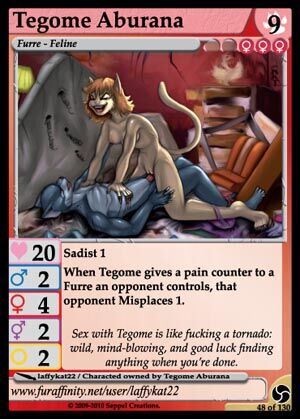 Tegome Aburana
9
Furre - Feline
20
Sadist 1
2
When Tegome gives a pain counter to a
Furre an opponent controls, that
opponent Misplaces 1.
4
2
2
Sex with Tegome is like fucking a tornado:
wild, mind-blowing, and good luck finding
anything when you're done.
laffykat22 / Characted owned by Tegome Aburana
www.furaffinity.net/user/laffykat22
© 2009-2010 Seppel Creations.
48 of 130